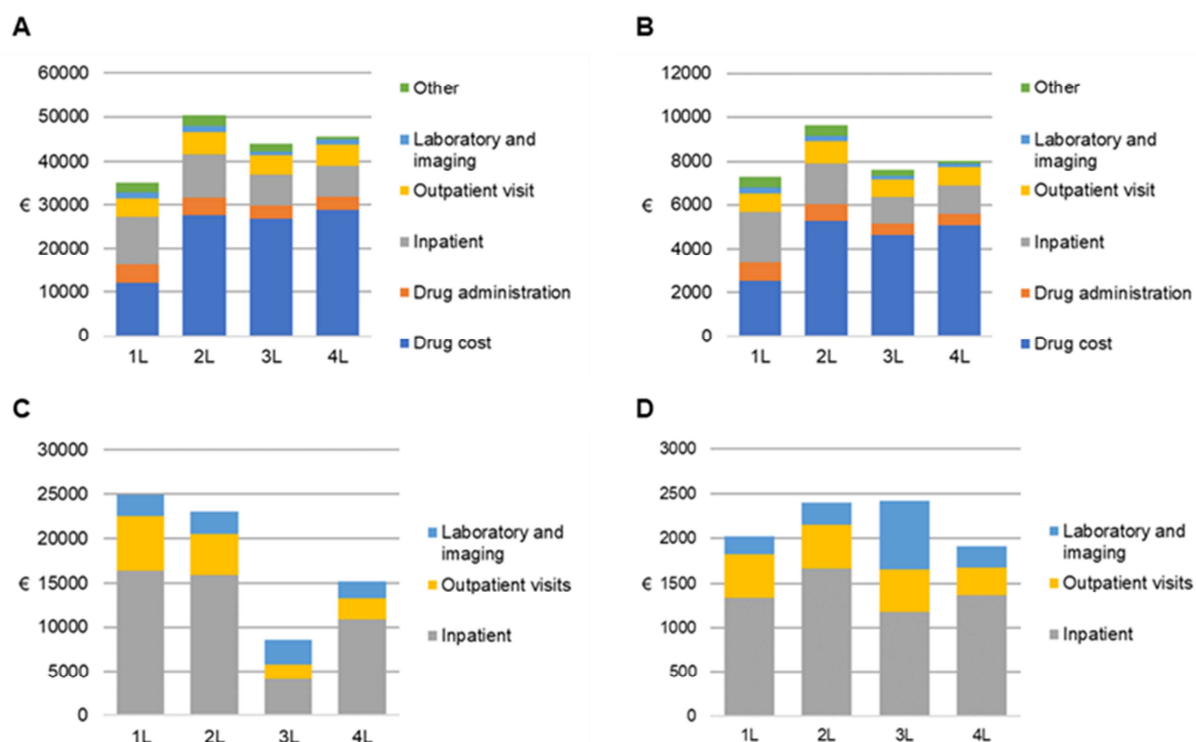 A
60000
50000
40000
€ 30000
20000
10000
0
1L 2L 3L 4L
Other
Laboratory and
imaging
Outpatient visit
Inpatient
Drug administration
Drug cost
B
12000
10000
8000
€ 6000
4000
2000
0
1L 2L 3L 4L
Other
Laboratory and
imaging
Outpatient visit
Inpatient
Drug administration
Drug cost
C
30000
25000
20000
€ 15000
10000
5000
0
1L 2L 3L 4L
Laboratory and
imaging
Outpatient visits
Inpatient
D
3000
2500
2000
€ 1500
1000
500
0
1L 2L 3L 4L
Laboratory and
imaging
Outpatient visits
Inpatient